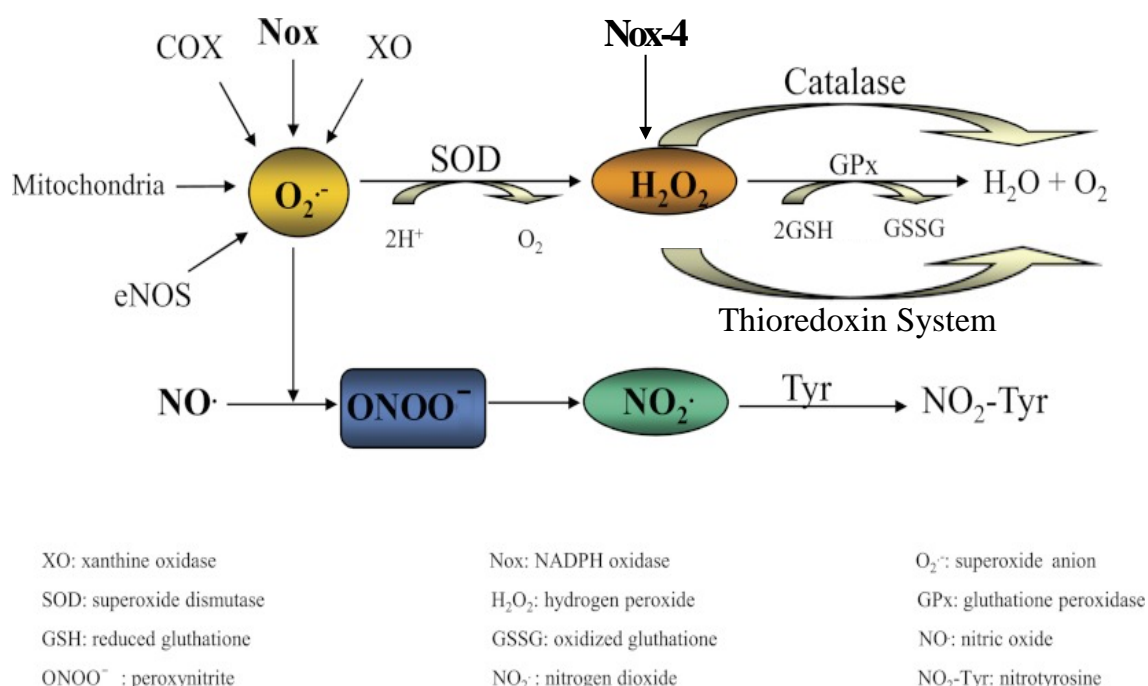 COX
Nox
XO
Nox-4
Catalase
Mitochondria
O₂·⁻
SOD
H₂O₂
GPx
H₂O + O₂
2H⁺
O₂
2GSH
GSSG
eNOS
Thioredoxin System
NO·
ONOO⁻
NO₂·
Tyr
NO₂-Tyr
XO: xanthine oxidase
Nox: NADPH oxidase
O₂·⁻: superoxide anion
SOD: superoxide dismutase
H₂O₂: hydrogen peroxide
GPx: gluthatione peroxidase
GSH: reduced gluthatione
GSSG: oxidized gluthatione
NO·: nitric oxide
ONOO⁻ : peroxynitrite
NO₂·: nitrogen dioxide
NO₂-Tyr: nitrotyrosine